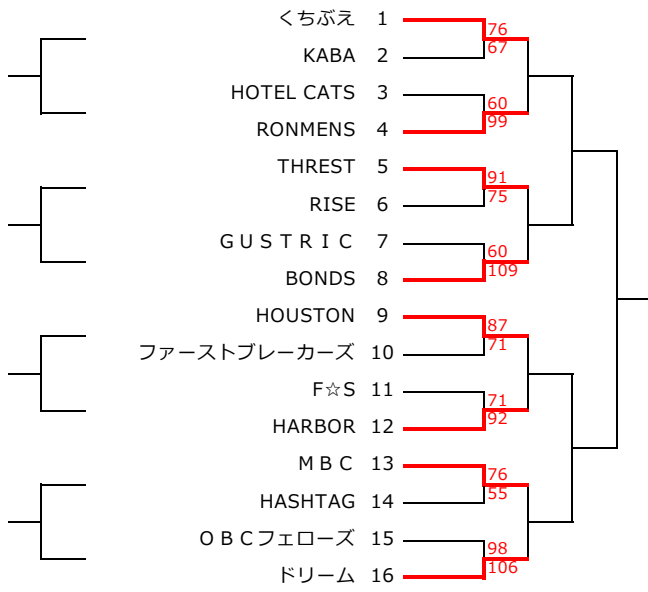 くちぶえ 1 76
KABA 2 67
HOTEL CATS 3 60
RONMENS 4 99
THREST 5 91
RISE 6 75
ＧＵＳＴＲＩＣ 7 60
BONDS 8 109
HOUSTON 9 87
ファーストブレーカーズ 10 71
F☆S 11 71
HARBOR 12 92
ＭＢＣ 13 76
HASHTAG 14 55
ＯＢＣフェローズ 15 98
ドリーム 16 106